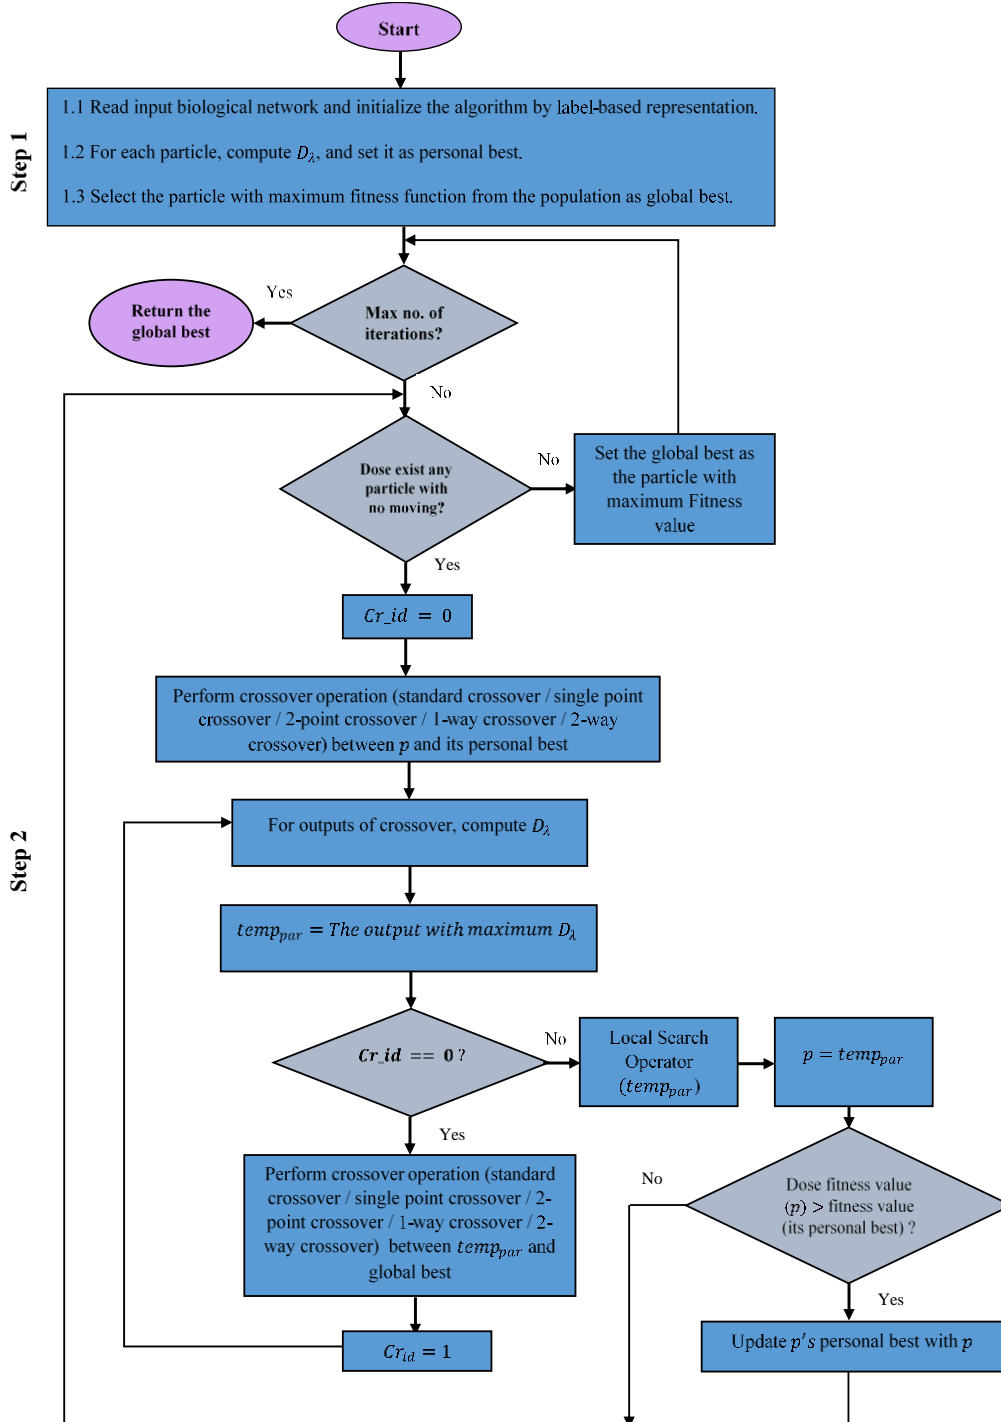 Start
Step 1
1.1 Read input biological network and initialize the algorithm by label-based representation.
1.2 For each particle, compute D_λ, and set it as personal best.
1.3 Select the particle with maximum fitness function from the population as global best.
Max no. of
iterations?
Yes
Return the
global best
No
Dose exist any
particle with
no moving?
No
Set the global best as
the particle with
maximum Fitness
value
Yes
Step 2
Cr_id = 0
Perform crossover operation (standard crossover / single point
crossover / 2-point crossover / 1-way crossover / 2-way
crossover) between p and its personal best
For outputs of crossover, compute D_λ
temp_par = The output with maximum D_λ
Cr_id == 0 ?
No
Local Search
Operator
(temp_par)
p = temp_par
Yes
Perform crossover operation (standard
crossover / single point crossover / 2-
point crossover / 1-way crossover / 2-
way crossover) between temp_par and
global best
Cr_id = 1
Dose fitness value
(p) > fitness value
(its personal best) ?
No
Yes
Update p's personal best with p